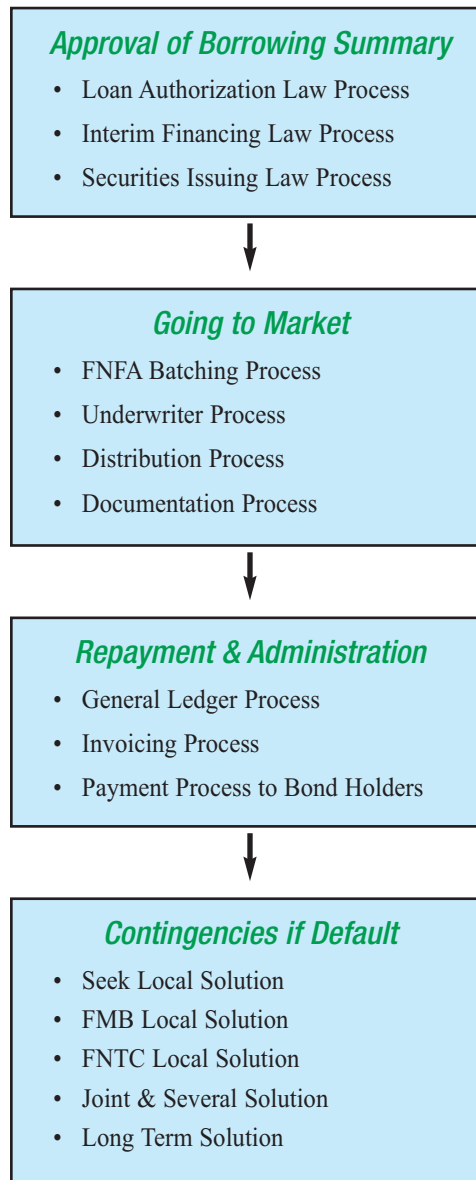 Approval of Borrowing Summary
• Loan Authorization Law Process
• Interim Financing Law Process
• Securities Issuing Law Process
Going to Market
• FNFA Batching Process
• Underwriter Process
• Distribution Process
• Documentation Process
Repayment & Administration
• General Ledger Process
• Invoicing Process
• Payment Process to Bond Holders
Contingencies if Default
• Seek Local Solution
• FMB Local Solution
• FNTC Local Solution
• Joint & Several Solution
• Long Term Solution